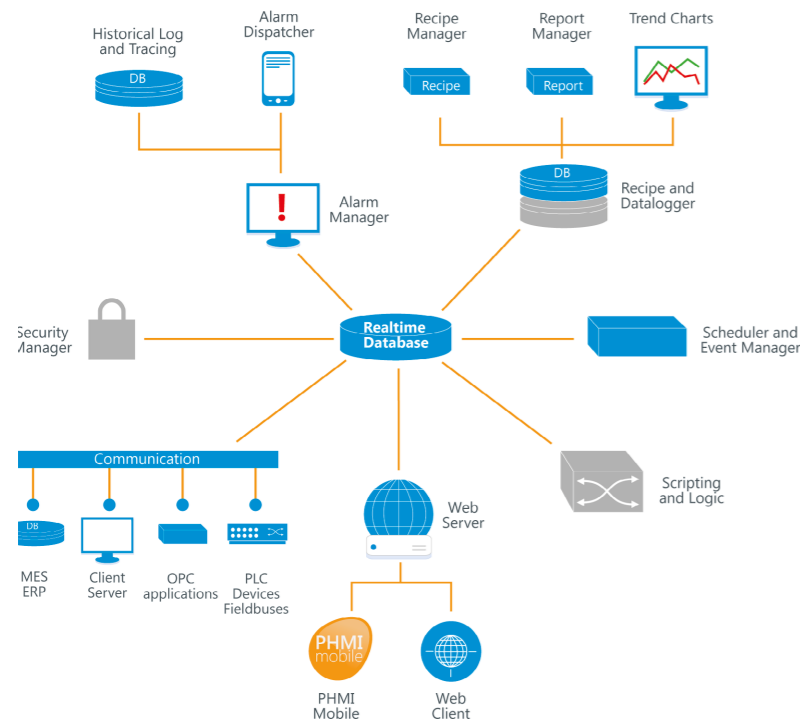 Historical Log
and Tracing
DB
Alarm
Dispatcher
Recipe
Manager
Recipe
Report
Manager
Report
Trend Charts
Alarm
Manager
DB
Recipe and
Datalogger
Realtime
Database
Security
Manager
Scheduler and
Event Manager
Communication
DB
MES
ERP
Client
Server
OPC
applications
PLC
Devices
Fieldbuses
Web
Server
Scripting
and Logic
PHMI
mobile
PHMI
Mobile
Web
Client